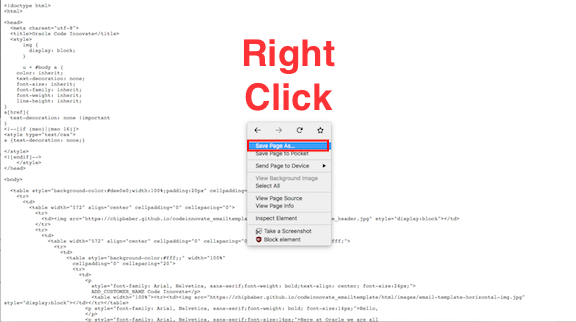 <!doctype html>
<html>
<head>
<meta charset="utf-8">
<title>Oracle Code Innovate</title>
<style>
img {
display: block;
}
u + #body a {
color: inherit;
text-decoration: none;
font-size: inherit;
font-family: inherit;
font-weight: inherit;
line-height: inherit;
}
a[href]{
text-decoration: none !important
}
<!--[if (mso)|(mso 16)]>
<style type="text/css">
a {text-decoration: none;}
</style>
<![endif]-->
</style>
</head>
<body>
Right
Click
Save Page As...
Save Page to Pocket
Send Page to Device
View Background Image
Select All
View Page Source
View Page Info
Inspect Element
Take a Screenshot
Block element
<table style="background-color:#de;width:100%;padding:20px" cellpadding=
<tr>
<td>
<table width="572" align="center" cellpadding="0" cellspacing="0">
<tr>
<td><img src="https://chipbaber.github.io/codeinnovate_emailtemp _header.jpg" style="display:block"></td>
</tr>
</table>
<table width="572" align="center" cellpadding="0" cellspacing= fff;">
<tr>
<td>
<table style="background-color:#fff;" width="100%"
cellpadding="0" cellspacing="20">
<tr>
<td>
<p
style="font-family: Arial, Helvetica, sans-serif;font-weight: bold;text-align: center; font-size:24px;">
ADD_CUSTOMER_NAME Code Innovate</p>
<table width="100%"><tr><td><img src="https://chipbaber.github.io/codeinnovate_emailtemplate/html/images/email-template-horizontal-img.jpg"
style="display:block"></td></tr></table>
<p style="font-family: Arial, Helvetica, sans-serif;font-size:14px;">Hello,
</p>
<p style="font-family: Arial, Helvetica, sans-serif;font-size:14px;">Here at Oracle we are all